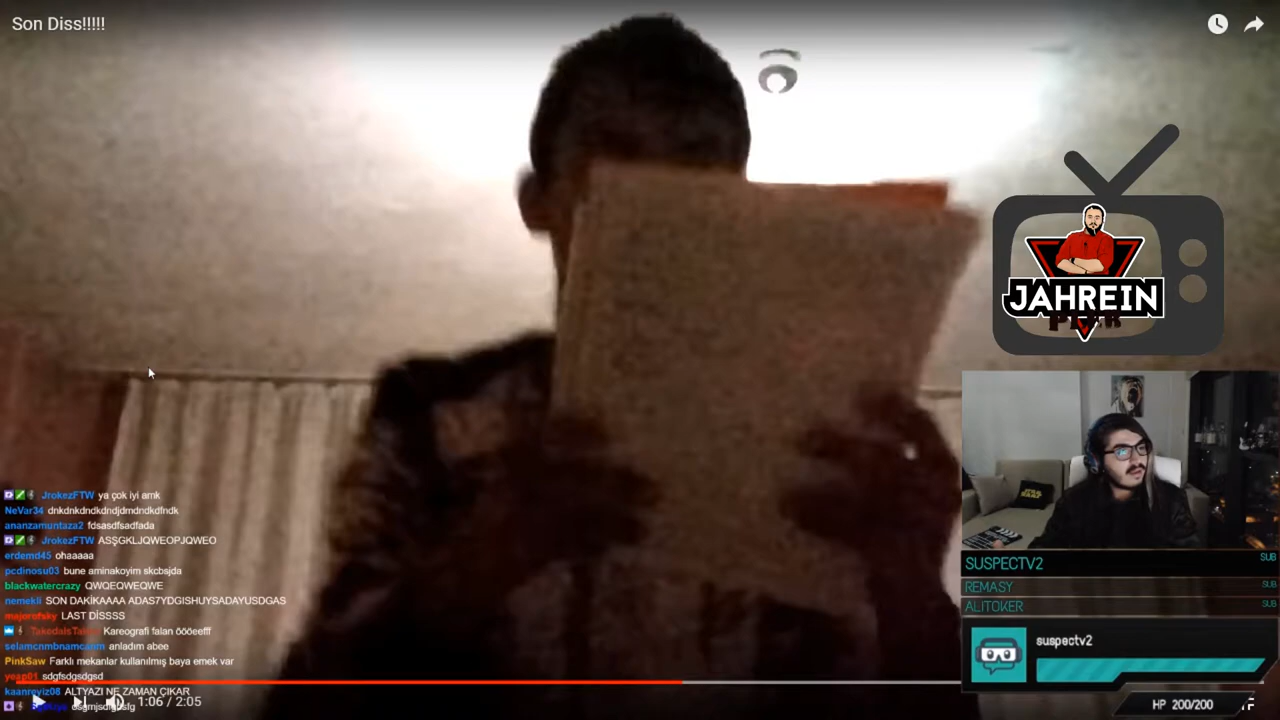 Son Diss!!!!!
JAHREIN
JrokezFTW ya çok iyi amk
NeVar34 dnkdnkdndkdndjdmdndkdfndk
ananzamuntaza2 fdsasdfsadfada
JrokezFTW ASŞGKLJQWEOPJQWEO
erdemd45 ohaaaaa
pcdinosu03 bune aminakoyim skcbsjda
blackwatercrazy QWQEQWEQWE
nemekli SON DAKİKAAAA ADAS7YDGISHUYSADAYUSDGAS
majorofsky LAST DİSSSS
Kareografi falan öööeefff
anladım abee
PinkSaw Farklı mekanlar kullanılmış baya emek var
yeap01 sdgfsdgsdgsd
kaanreyiz08 ALTYAZI NE ZAMAN ÇIKAR
1:06 / 2:05
SUSPECTV2 SUB
REMASY SUB
ALITOKER SUB
suspectv2
HP 200/200